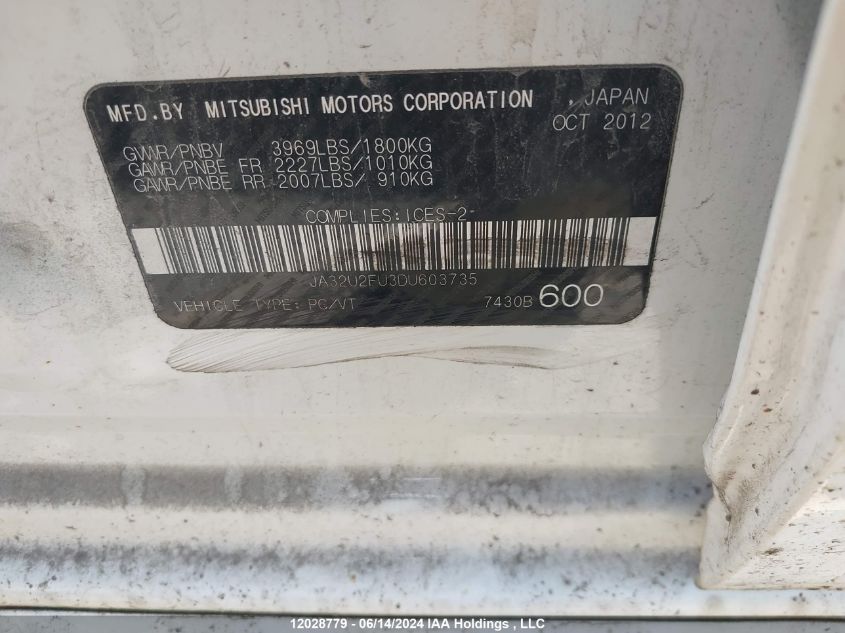 MFD.BY MITSUBISHI MOTORS CORPORATION , JAPAN
OCT 2012
GVWR/PNBV 3969LBS/1800KG
GAWR/PNBE FR 2227LBS/1010KG
GAWR/PNBE RR 2007LBS/ 910KG
COMPLIES:ICES-2
JA32U2FU3DU603735
VEHICLE TYPE: PC/VT 7430B 600
12028779 - 06/14/2024 IAA Holdings , LLC